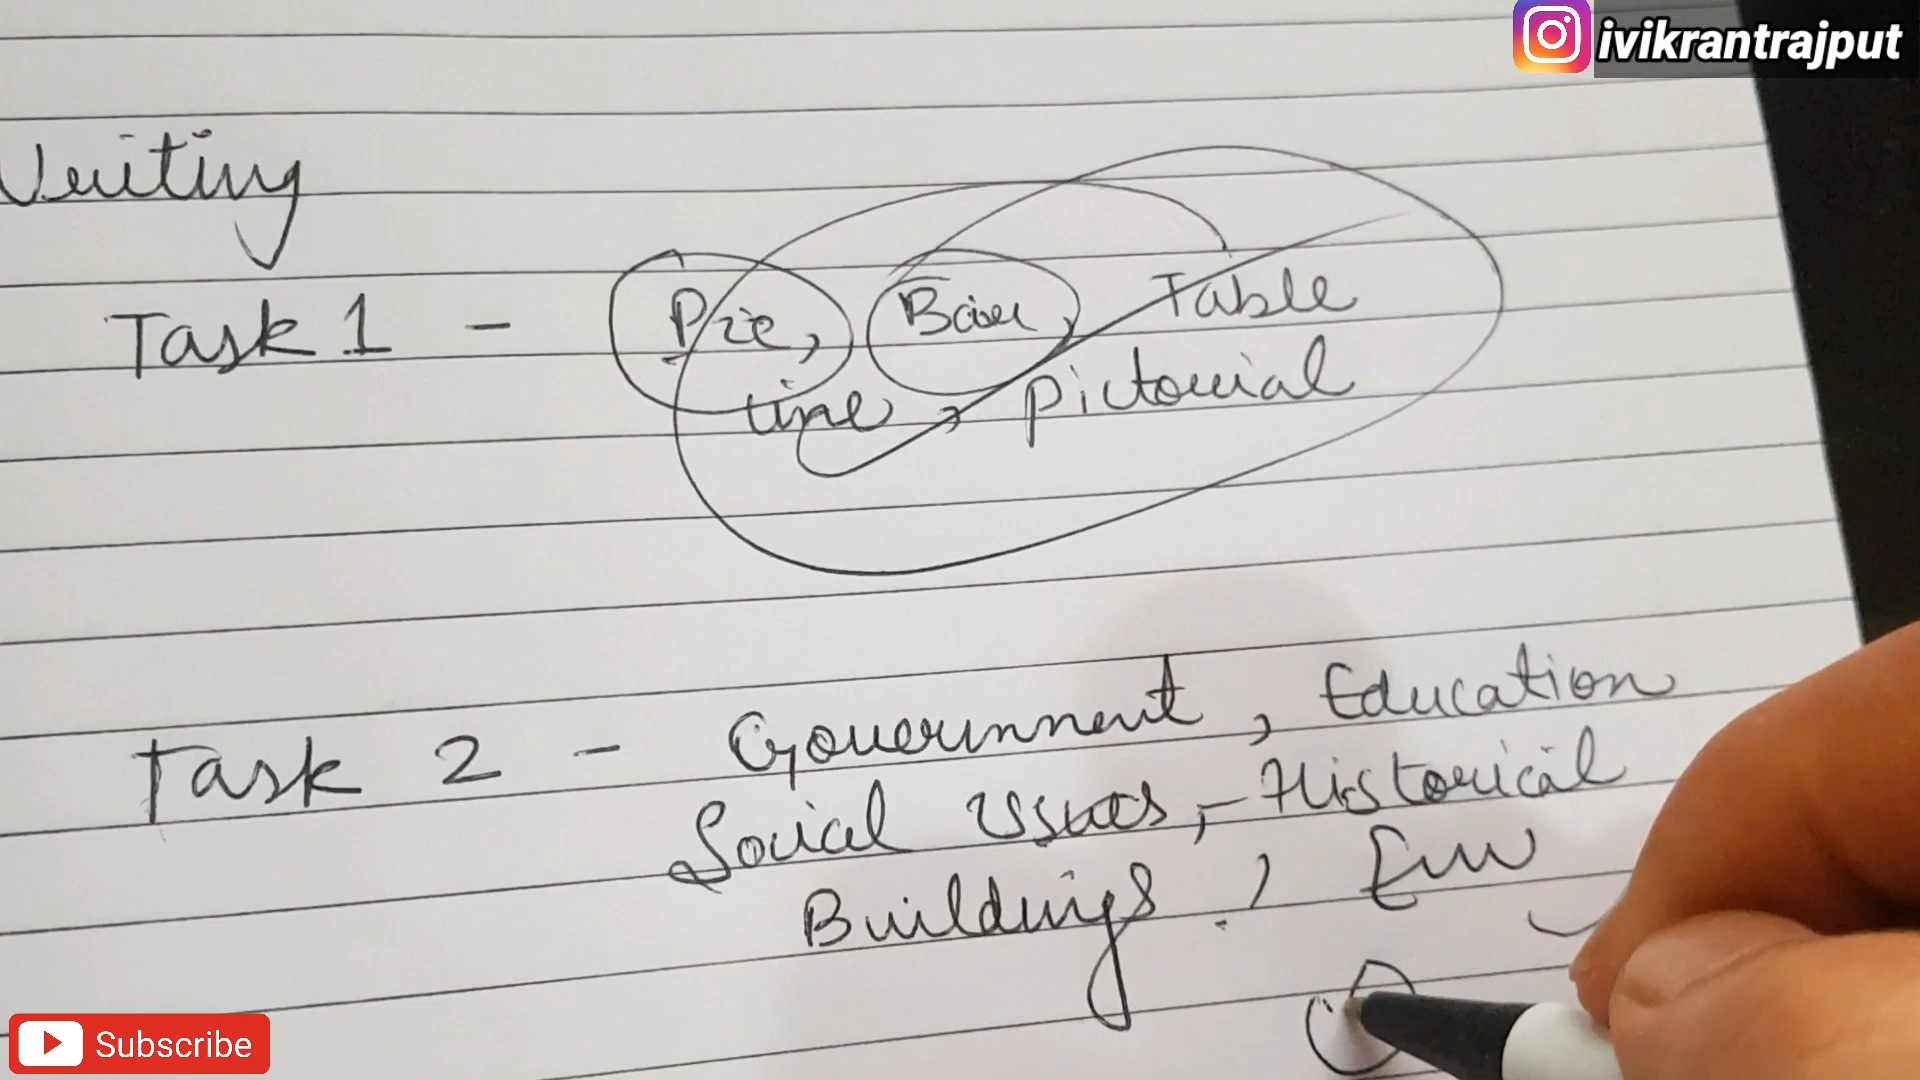 ivikrantrajput
Writing
Task 1 - Pie, Bar, Table
Line, Pictorial
Task 2 - Government, Education
Social issues, Historical
Buildings, Env
Subscribe